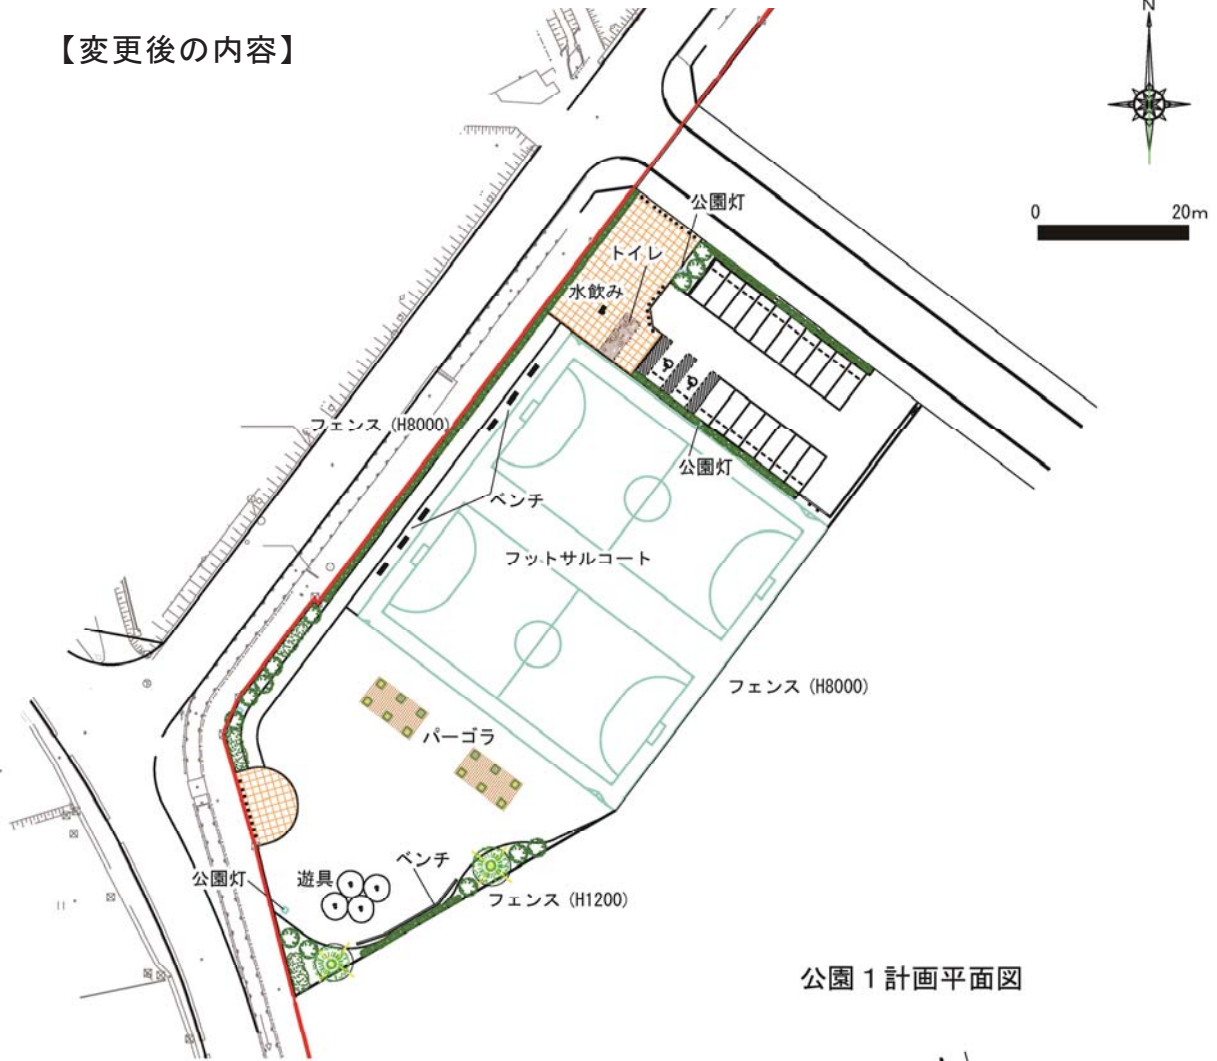 【変更後の内容】
N
0 20m
公園灯
トイレ
水飲み
フェンス (H8000)
公園灯
ベンチ
フットサルコート
フェンス (H8000)
パーゴラ
ベンチ
公園灯
遊具
フェンス (H1200)
公園1計画平面図